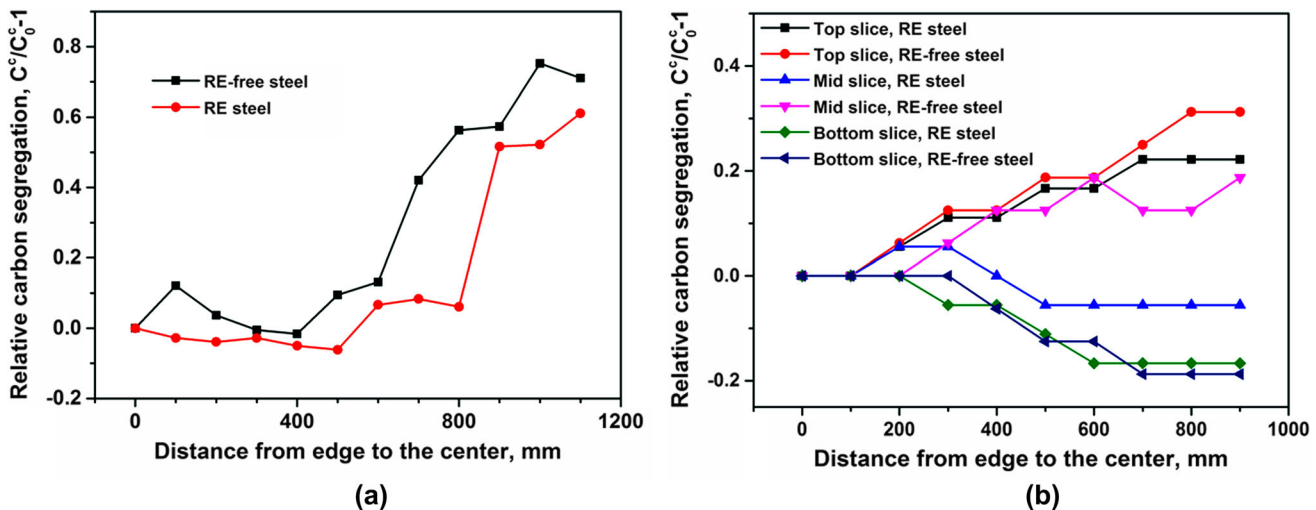 0.8
0.6
0.4
0.2
0.0
-0.2
Relative carbon segregation, Cᶜ/C₀ᶜ-1
RE-free steel
RE steel
0 400 800 1200
Distance from edge to the center, mm
(a)
0.4
0.2
0.0
-0.2
Relative carbon segregation, Cᶜ/C₀ᶜ-1
Top slice, RE steel
Top slice, RE-free steel
Mid slice, RE steel
Mid slice, RE-free steel
Bottom slice, RE steel
Bottom slice, RE-free steel
0 200 400 600 800 1000
Distance from edge to the center, mm
(b)